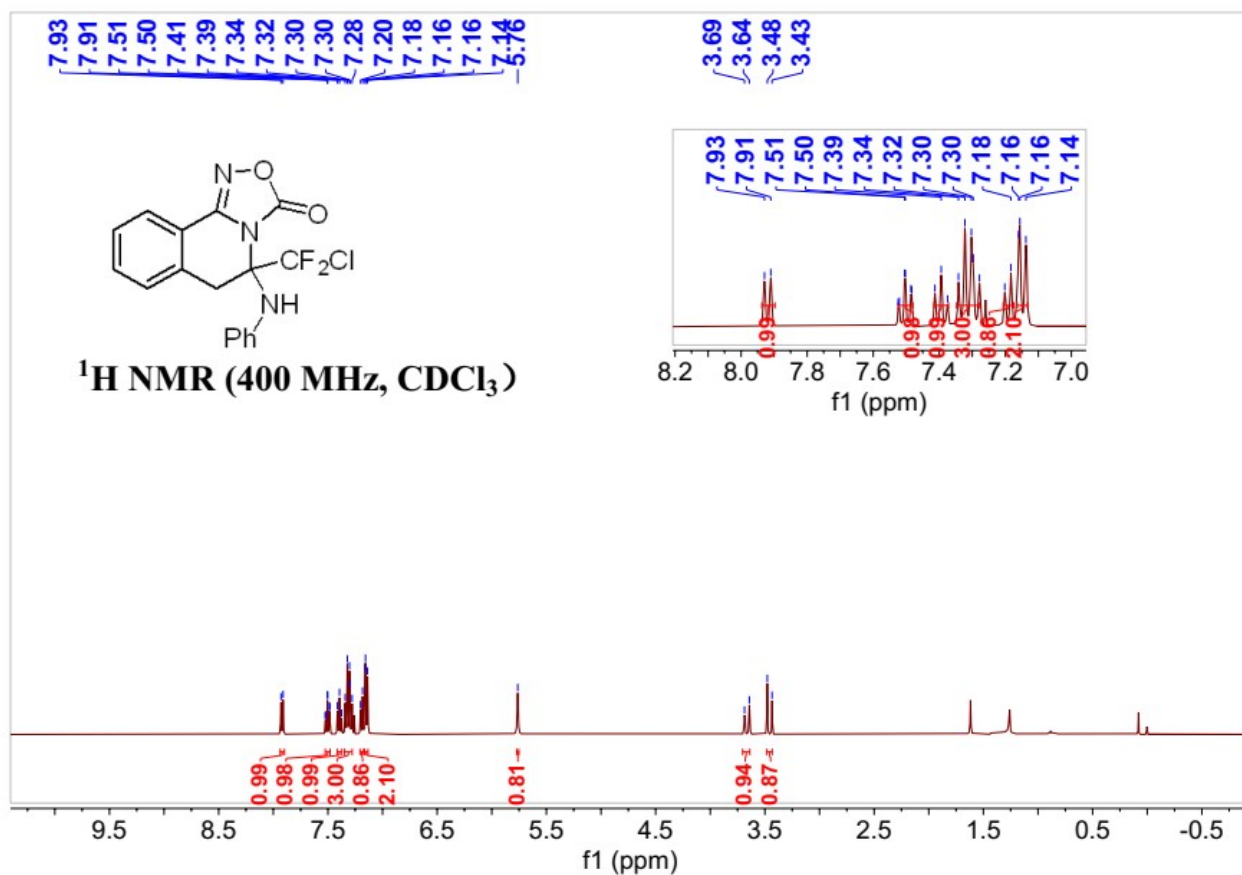 7.93 7.91 7.51 7.50 7.41 7.39 7.34 7.32 7.30 7.30 7.28 7.20 7.18 7.16 7.16 7.14 5.76 3.69 3.64 3.48 3.43
7.93 7.91 7.51 7.50 7.39 7.34 7.32 7.30 7.30 7.18 7.16 7.16 7.14
N O
O
N
CF2Cl
NH
Ph
¹H NMR (400 MHz, CDCl₃）
0.99 0.98 0.99 3.00 0.86 2.10
8.2 8.0 7.8 7.6 7.4 7.2 7.0
f1 (ppm)
0.99 0.98 0.99 3.00 0.86 2.10 0.81 0.94 0.87
9.5 8.5 7.5 6.5 5.5 4.5 3.5 2.5 1.5 0.5 -0.5
f1 (ppm)